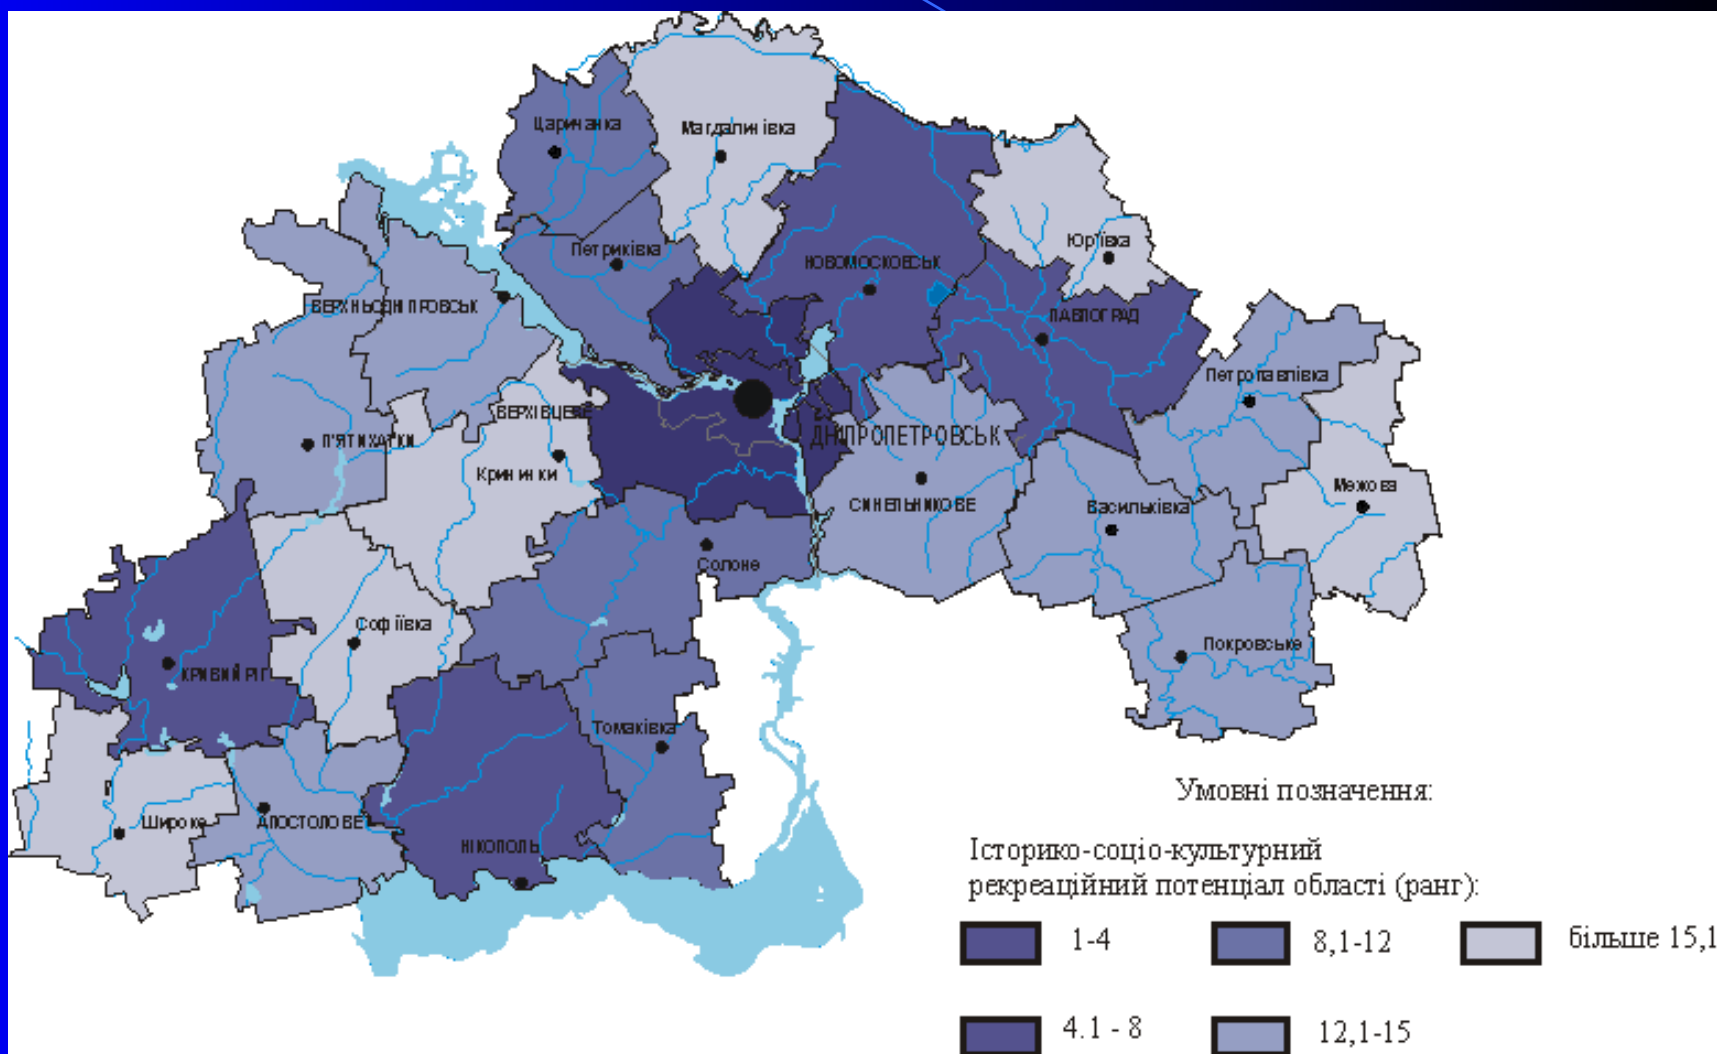 Царичанка
Магдалинівка
Петриківка
НОВОМОСКОВСЬК
Юр'ївка
ВЕРХНЬОДНІПРОВСЬК
ПАВЛОГРАД
Петропавлівка
ВЕРХІВЦЕВЕ
П'ЯТИХАТКИ
ДНІПРОПЕТРОВСЬК
Кринички
СИНЕЛЬНИКОВЕ
Васильківка
Межова
Солоне
Софіївка
Покровське
КРИВИЙ РІГ
Томаківка
Широке
АПОСТОЛОВЕ
НІКОПОЛЬ
Умовні позначення:
Історико-соціо-культурний
рекреаційний потенціал області (ранг):
1-4
8,1-12
більше 15,1
4.1 - 8
12,1-15